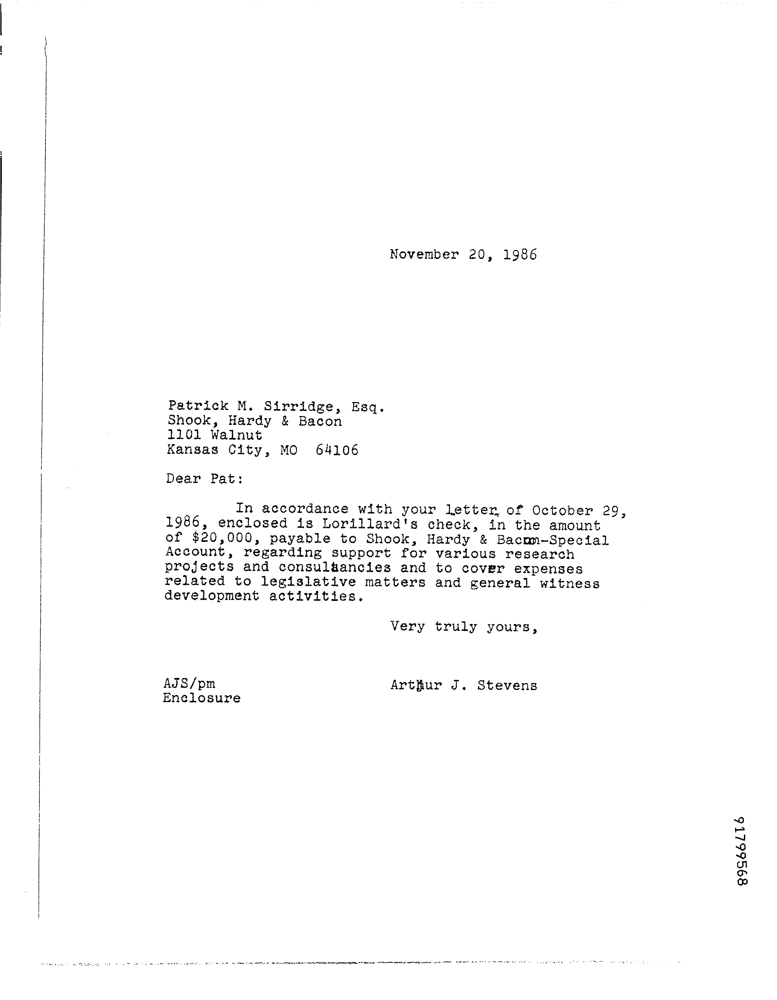 November 20, 1986
Patrick M. Sirridge, Esq.
Shook, Hardy & Bacon
1101 Walnut
Kansas City, MO 64106
Dear Pat:
In accordance with your letter, of October 29,
1986, enclosed is Lorillard's check, in the amount
of $20,000, payable to Shook, Hardy & Bacon-Special
Account, regarding support for various research
projects and consultancies and to cover expenses
related to legislative matters and general witness
development activities.
Very truly yours,
AJS/pm
Enclosure
Arthur J. Stevens
91799568